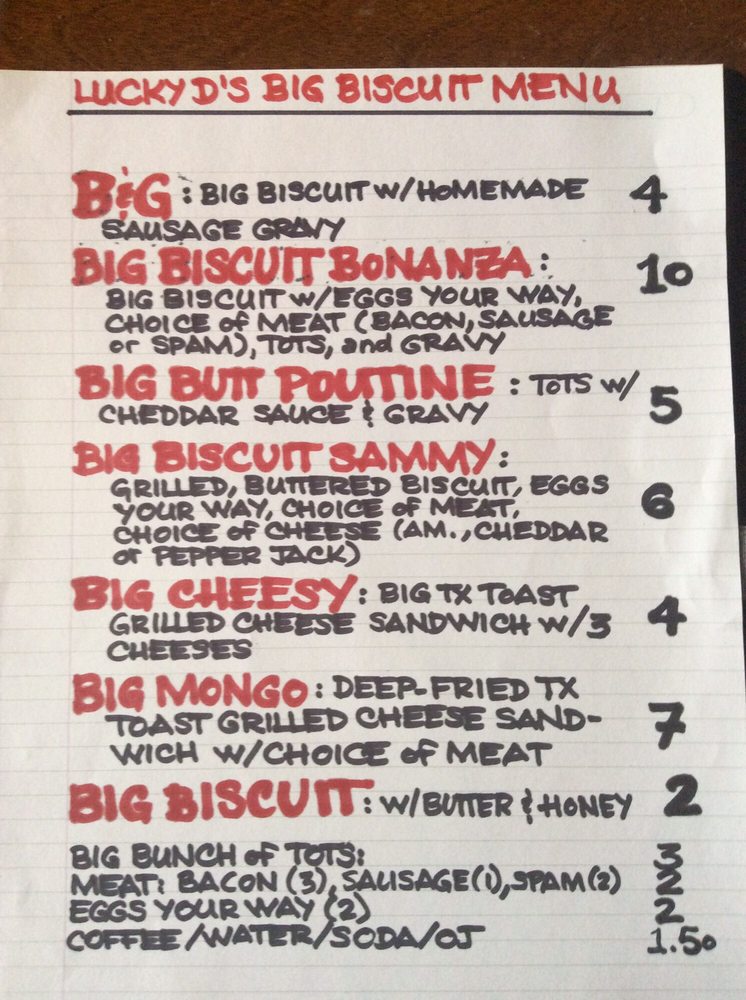 LUCKY D'S BIG BISCUIT MENU
B&G : BIG BISCUIT W/HOMEMADE 4
SAUSAGE GRAVY
BIG BISCUIT BONANZA : 10
BIG BISCUIT W/EGGS YOUR WAY,
CHOICE of MEAT (BACON, SAUSAGE
or SPAM), TOTS, and GRAVY
BIG BUTT POUTINE : TOTS W/ 5
CHEDDAR SAUCE & GRAVY
BIG BISCUIT SAMMY:
GRILLED, BUTTERED BISCUIT, EGGS
YOUR WAY, CHOICE of MEAT, 6
CHOICE of CHEESE (AM., CHEDDAR
or PEPPER JACK)
BIG CHEESY: BIG TX TOAST
GRILLED CHEESE SANDWICH W/3 4
CHEESES
BIG MONGO: DEEP-FRIED TX
TOAST GRILLED CHEESE SAND- 7
WICH W/CHOICE of MEAT
BIG BISCUIT: W/BUTTER & HONEY 2
BIG BUNCH of TOTS: 3
MEAT: BACON (3), SAUSAGE (1), SPAM (2) 2
EGGS YOUR WAY (2) 2
COFFEE/WATER/SODA/OJ 1.50